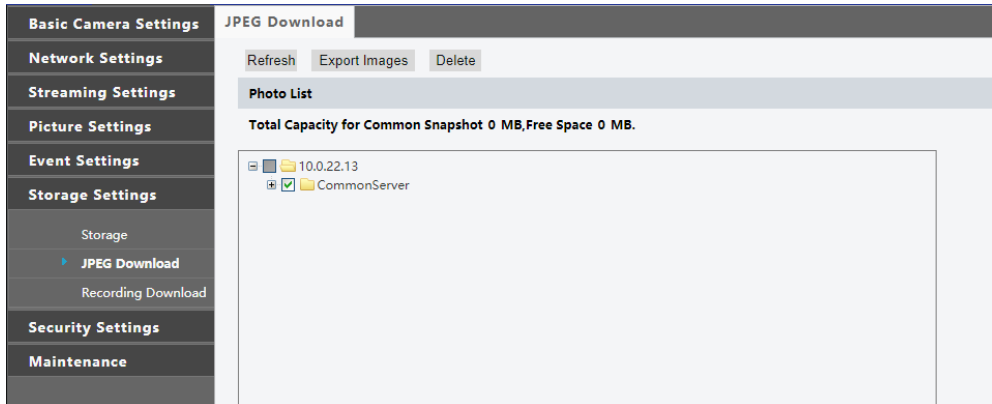 Basic Camera Settings
Network Settings
Streaming Settings
Picture Settings
Event Settings
Storage Settings
Storage
JPEG Download
Recording Download
Security Settings
Maintenance
JPEG Download
Refresh Export Images Delete
Photo List
Total Capacity for Common Snapshot 0 MB,Free Space 0 MB.
10.0.22.13
CommonServer